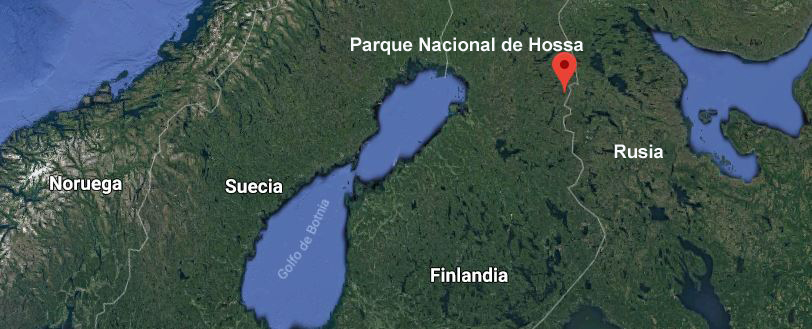 Parque Nacional de Hossa
Rusia
Noruega
Suecia
Golfo de Botnia
Finlandia